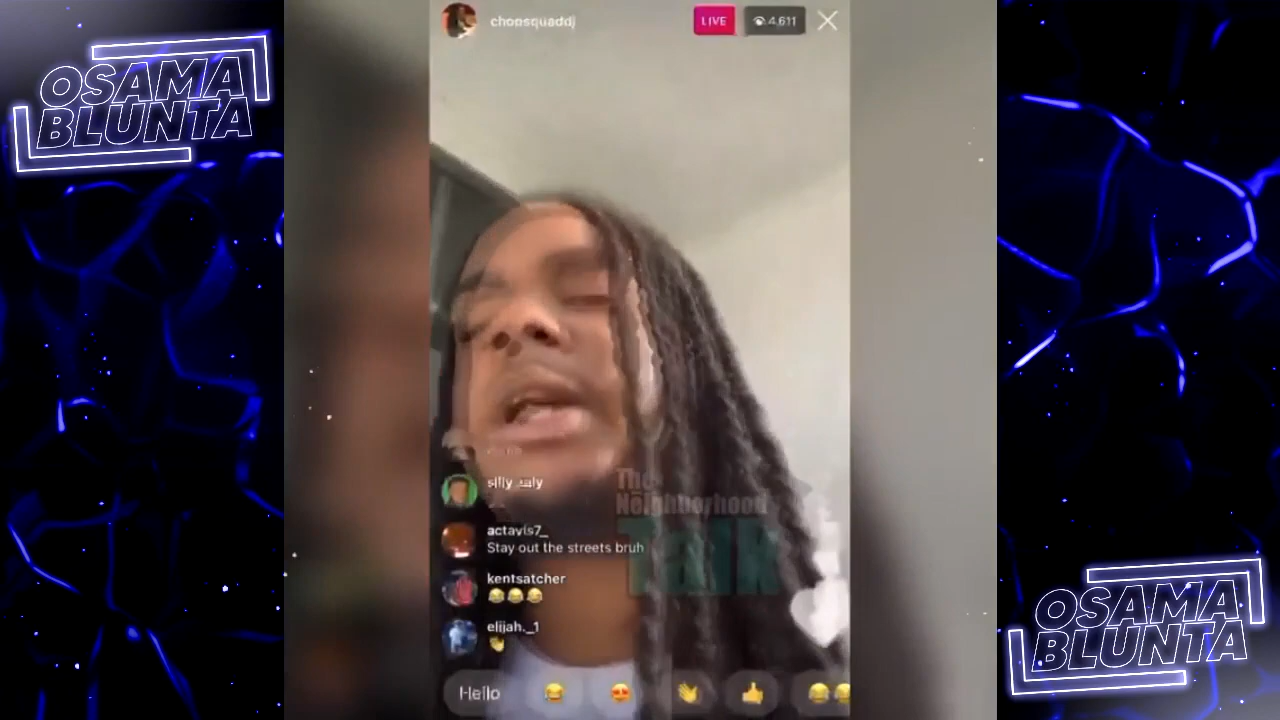 OSAMA
BLUNTA
choosquaddj
LIVE
4,611
actavis7_
Stay out the streets bruh
kentsatcher
elijah._1
Hello
The
Neighborhood
Talk
OSAMA
BLUNTA